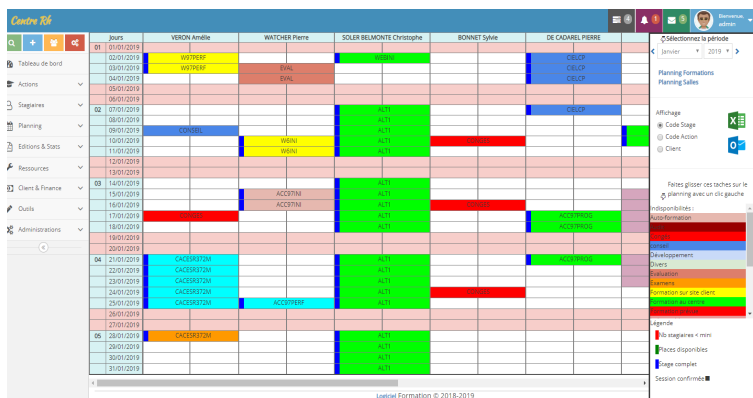 Centre Rh
4
1
5
Bienvenue, admin
Tableau de bord
Actions
Stagiaires
Planning
Editions & Stats
Ressources
Client & Finance
Outils
Administrations
Jours VERON Amélie WATCHER Pierre SOLER BELMONTE Christophe BONNET Sylvie DE CADAREL PIERRE
01 01/01/2019
02/01/2019 W97PERF WEBINI CIELCP
03/01/2019 W97PERF EVAL CIELCP
04/01/2019 EVAL CIELCP
05/01/2019
06/01/2019
02 07/01/2019 ALT1 CIELCP
08/01/2019 ALT1
09/01/2019 CONSEIL ALT1
10/01/2019 W6INI ALT1
11/01/2019 W6INI ALT1
12/01/2019
13/01/2019
03 14/01/2019 ALT1
15/01/2019 ACC97INI ALT1
16/01/2019 ACC97INI ALT1
17/01/2019 ALT1 ACC97PROG
18/01/2019 ALT1 ACC97PROG
19/01/2019
20/01/2019
04 21/01/2019 CACESR372M ALT1 ACC97PROG
22/01/2019 CACESR372M ALT1
23/01/2019 CACESR372M ALT1
24/01/2019 CACESR372M ALT1
25/01/2019 CACESR372M ACC97PERF ALT1
26/01/2019
27/01/2019
05 28/01/2019 CACESR372M ALT1
29/01/2019 ALT1
30/01/2019 ALT1
31/01/2019 ALT1
Sélectionnez la période
Janvier 2019
Planning Formations
Planning Salles
Affichage
Code Stage
Code Action
Client
Faites glisser ces taches sur le
planning avec un clic gauche
Indisponibilités :
Auto-formation
Conseil
Développement
Divers
Evaluation
Examens
Formation sur site client
Formation au centre
Légende
Nb stagiaires < mini
Places disponibles
Stage complet
Session confirmée
Logiciel Formation © 2018-2019